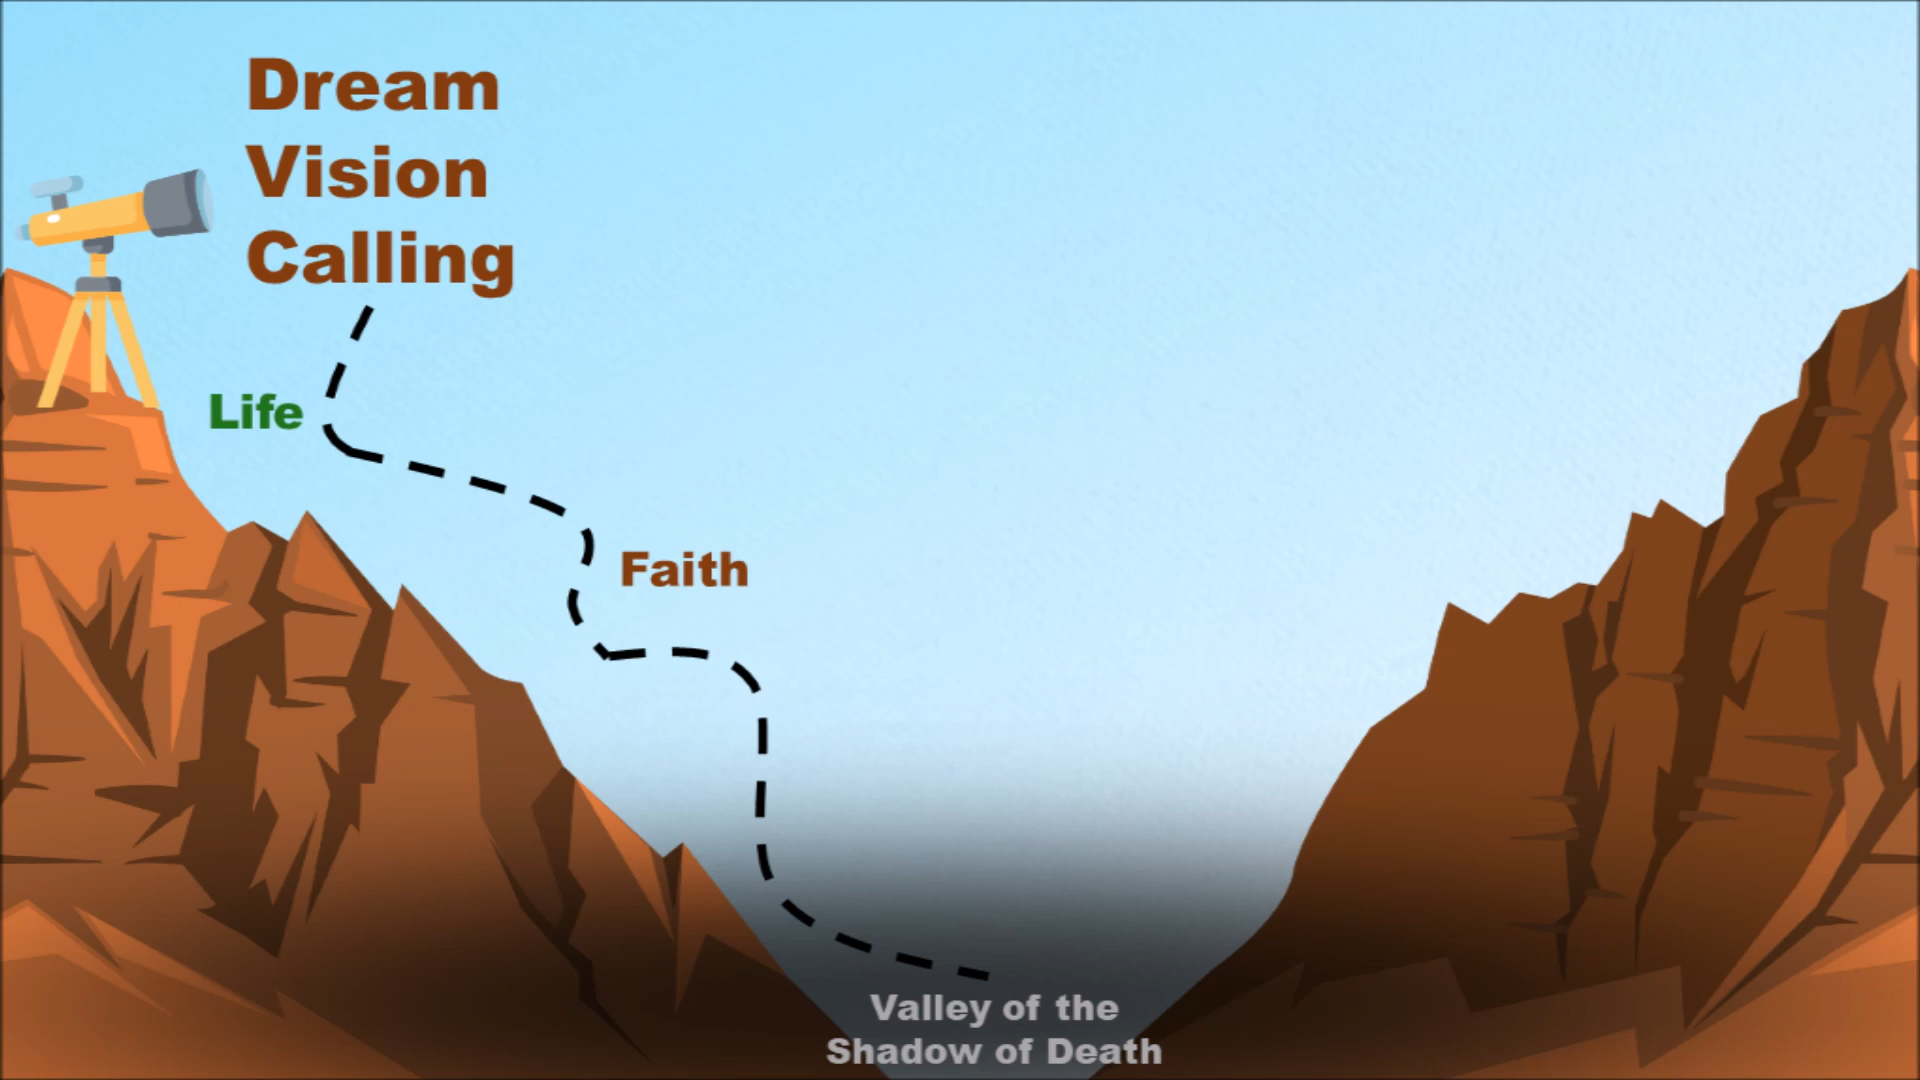 Dream
Vision
Calling
Life
Faith
Valley of the
Shadow of Death